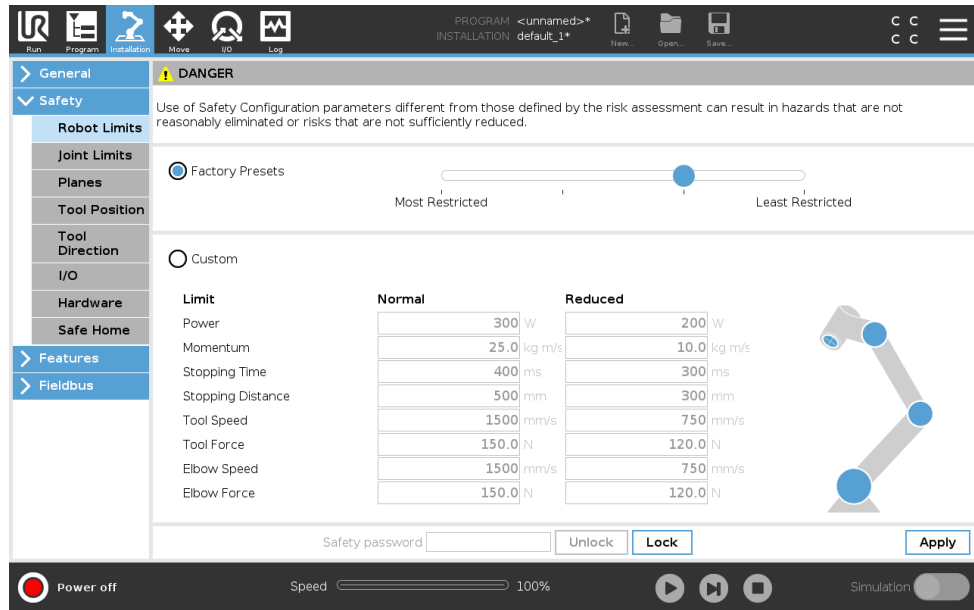 UR
PROGRAM <unnamed>*
INSTALLATION default_1*
C C
C C
Run Program Installation Move I/O Log New... Open... Save...
General
Safety
Robot Limits
Joint Limits
Planes
Tool Position
Tool
Direction
I/O
Hardware
Safe Home
Features
Fieldbus
DANGER
Use of Safety Configuration parameters different from those defined by the risk assessment can result in hazards that are not
reasonably eliminated or risks that are not sufficiently reduced.
Factory Presets
Most Restricted Least Restricted
Custom
Limit Normal Reduced
Power 300 W 200 W
Momentum 25.0 kg m/s 10.0 kg m/s
Stopping Time 400 ms 300 ms
Stopping Distance 500 mm 300 mm
Tool Speed 1500 mm/s 750 mm/s
Tool Force 150.0 N 120.0 N
Elbow Speed 1500 mm/s 750 mm/s
Elbow Force 150.0 N 120.0 N
Safety password Unlock Lock Apply
Power off Speed 100% Simulation